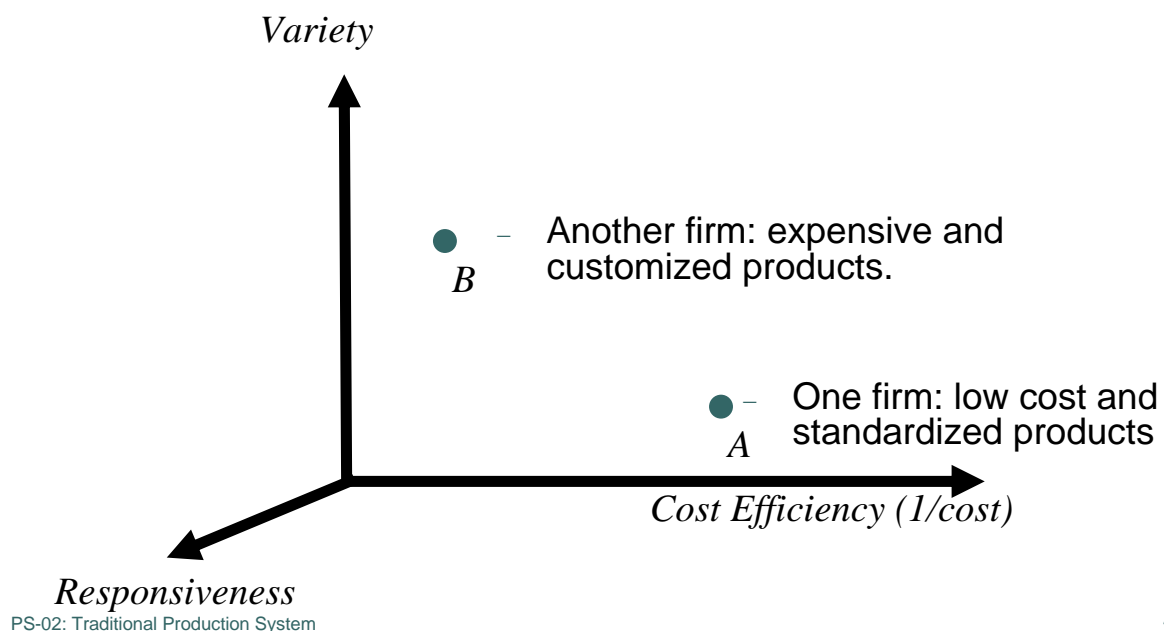 Variety
– Another firm: expensive and
customized products.
B
– One firm: low cost and
standardized products
A
Cost Efficiency (1/cost)
Responsiveness
PS-02: Traditional Production System